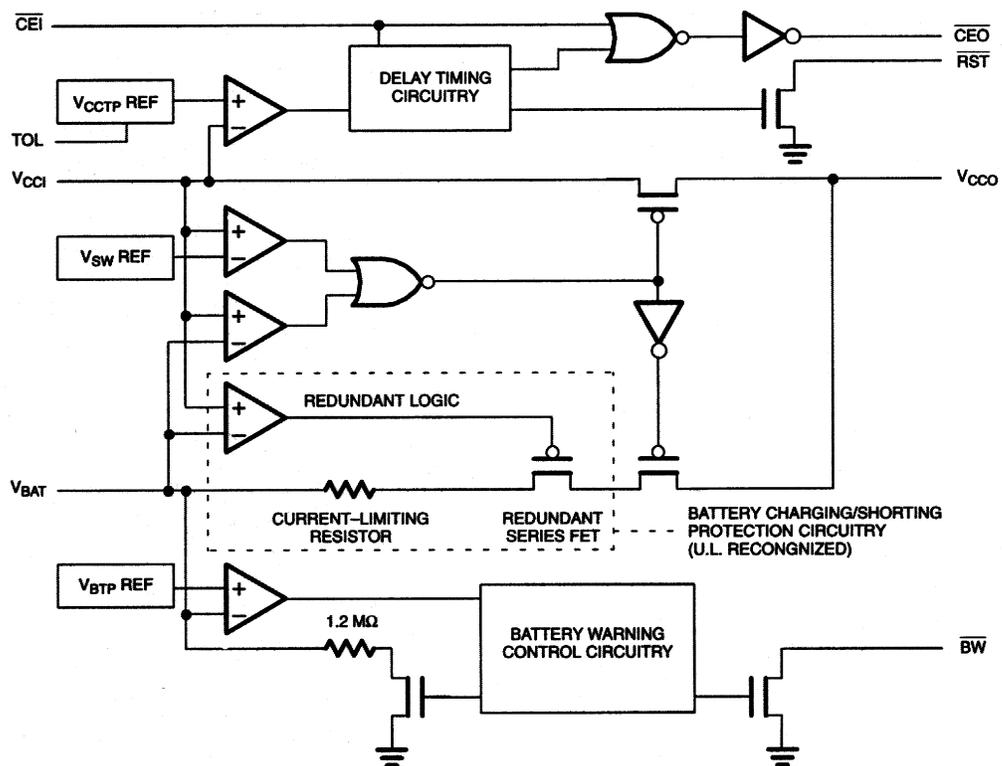 CEI
CEO
RST
DELAY TIMING
CIRCUITRY
VCCTP REF
+
−
TOL
VCCI
VCCO
+
−
VSW REF
+
−
REDUNDANT LOGIC
+
−
VBAT
CURRENT–LIMITING
RESISTOR
REDUNDANT
SERIES FET
BATTERY CHARGING/SHORTING
PROTECTION CIRCUITRY
(U.L. RECONGNIZED)
VBTP REF
+
−
1.2 MΩ
BATTERY WARNING
CONTROL CIRCUITRY
BW